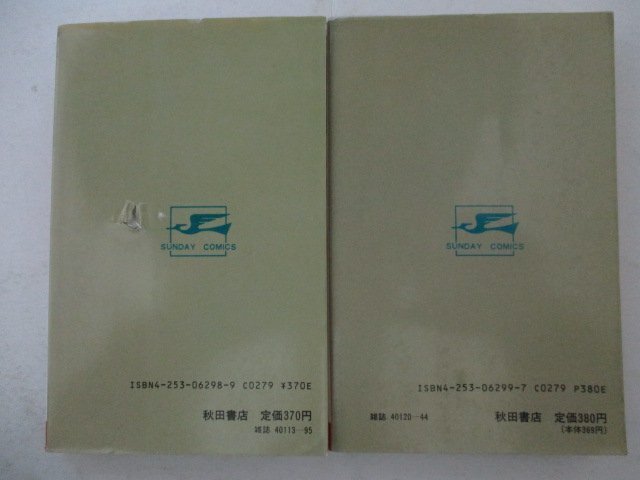 SUNDAY COMICS
ISBN4-253-06298-9 C0279 ¥370E
秋田書店 定価370円
雑誌 40113-95
SUNDAY COMICS
ISBN4-253-06299-7 C0279 P380E
雑誌 40120-44 秋田書店 定価380円
(本体369円)